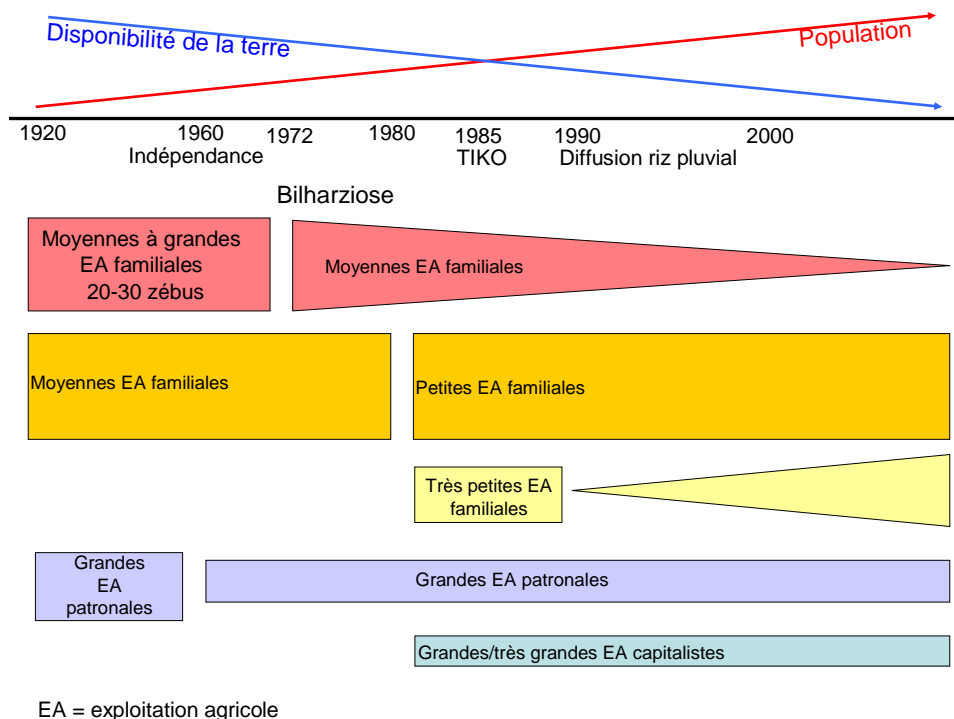 Disponibilité de la terre
Population
1920
1960
1972
1980
1985
1990
2000
Indépendance
TIKO
Diffusion riz pluvial
Bilharziose
Moyennes à grandes
EA familiales
20-30 zébus
Moyennes EA familiales
Moyennes EA familiales
Petites EA familiales
Très petites EA
familiales
Grandes
EA
patronales
Grandes EA patronales
Grandes/très grandes EA capitalistes
EA = exploitation agricole